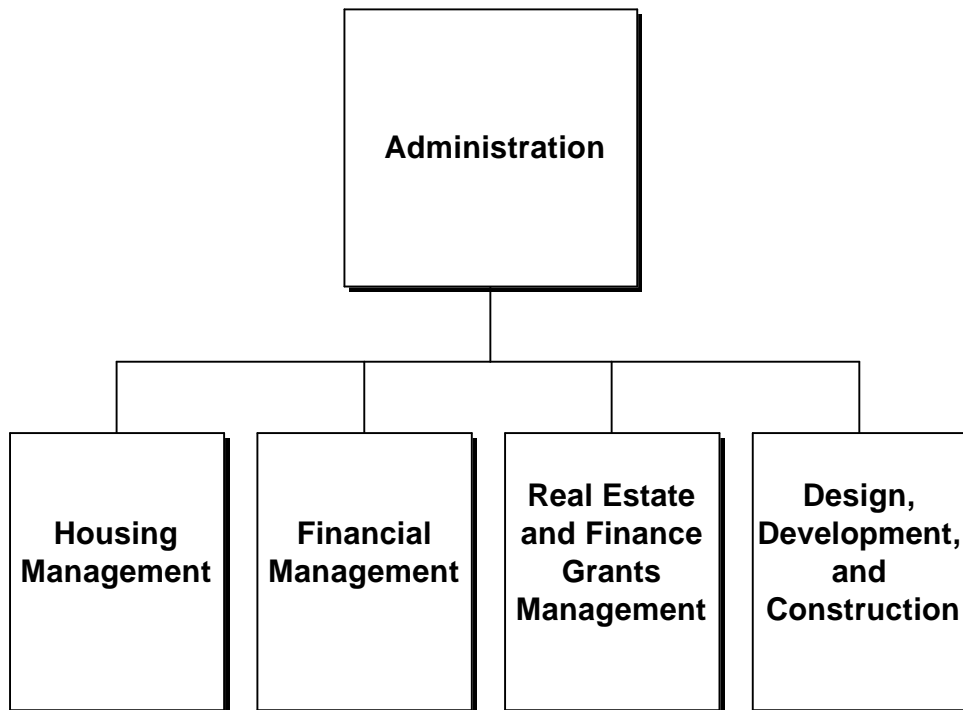 Administration
Housing
Management
Financial
Management
Real Estate
and Finance
Grants
Management
Design,
Development,
and
Construction